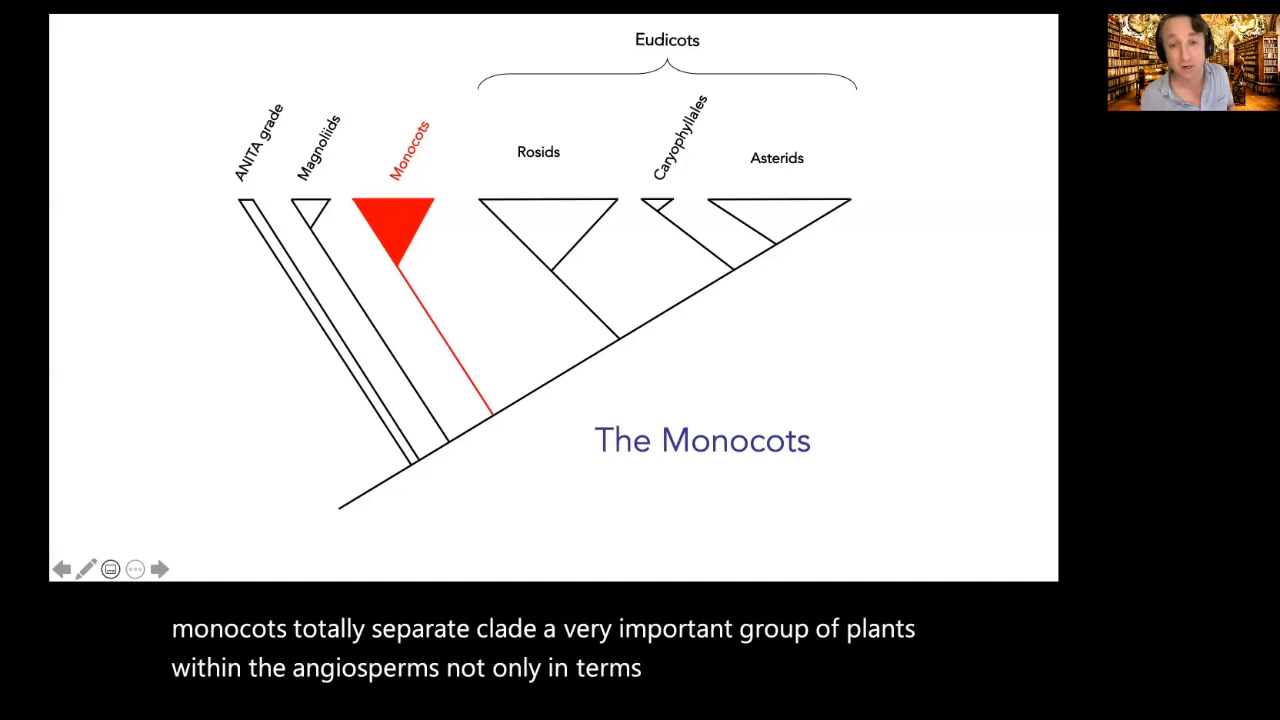 Eudicots
ANITA grade
Magnoliids
Monocots
Rosids
Caryophyllales
Asterids
The Monocots
monocots totally separate clade a very important group of plants
within the angiosperms not only in terms